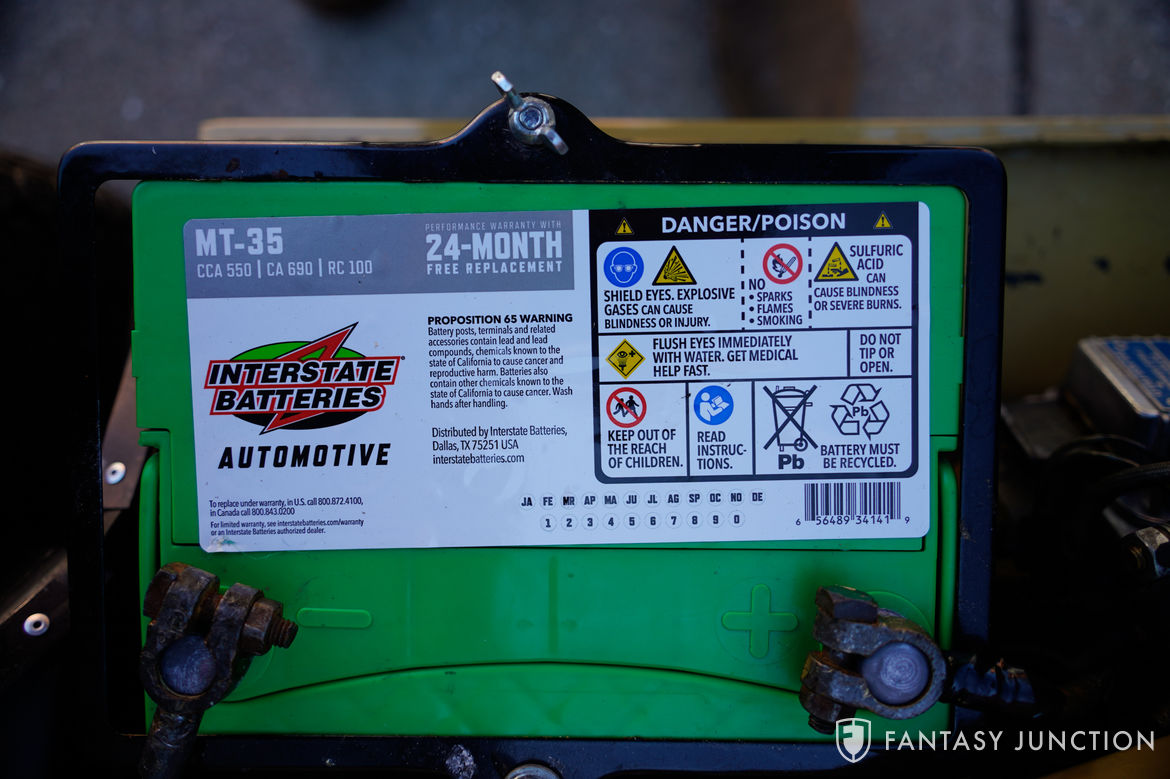 MT-35
CCA 550 | CA 690 | RC 100
PERFORMANCE WARRANTY WITH
24-MONTH
FREE REPLACEMENT
INTERSTATE
BATTERIES
AUTOMOTIVE
PROPOSITION 65 WARNING
Battery posts, terminals and related
accessories contain lead and lead
compounds, chemicals known to the
state of California to cause cancer and
reproductive harm. Batteries also
contain other chemicals known to the
state of California to cause cancer. Wash
hands after handling.
Distributed by Interstate Batteries,
Dallas, TX 75251 USA
interstatebatteries.com
To replace under warranty, in U.S. call 800.872.4100,
in Canada call 800.843.0200
For limited warranty, see interstatebatteries.com/warranty
or an Interstate Batteries authorized dealer.
DANGER/POISON
SHIELD EYES. EXPLOSIVE
GASES CAN CAUSE
BLINDNESS OR INJURY.
NO
• SPARKS
• FLAMES
• SMOKING
SULFURIC
ACID
CAN
CAUSE BLINDNESS
OR SEVERE BURNS.
FLUSH EYES IMMEDIATELY
WITH WATER. GET MEDICAL
HELP FAST.
DO NOT
TIP OR
OPEN.
KEEP OUT OF
THE REACH
OF CHILDREN.
READ
INSTRUC-
TIONS.
Pb
Pb
BATTERY MUST
BE RECYCLED.
JA FE MR AP MA JU JL AG SP OC NO DE
1 2 3 4 5 6 7 8 9 0
6 56489 34141 9
FANTASY JUNCTION